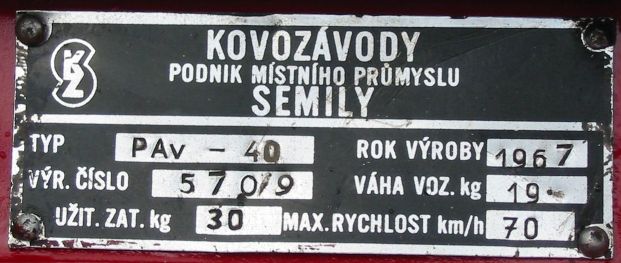 KZS
KOVOZÁVODY
PODNIK MÍSTNÍHO PRŮMYSLU
SEMILY
TYP PAv - 40 ROK VÝROBY 1967
VÝR. ČÍSLO 570/9 VÁHA VOZ. kg 19
UŽIT. ZAT. kg 30 MAX. RYCHLOST km/h 70